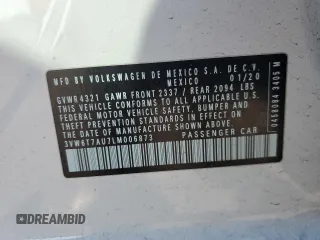 MFD BY VOLKSWAGEN DE MEXICO S.A. DE C.V.
MEXICO 01/20
GVWR 4321 GAWR FRONT 2337 / REAR 2094 LBS
THIS VEHICLE CONFORMS TO ALL APPLICABLE U.S.
FEDERAL MOTOR VEHICLE SAFETY, BUMPER, AND
THEFT PREVENTION STANDARDS IN EFFECT ON THE
DATE OF MANUFACTURE SHOWN ABOVE
3VW6T7AU7LM006873 PASSENGER CAR
DREAMBID